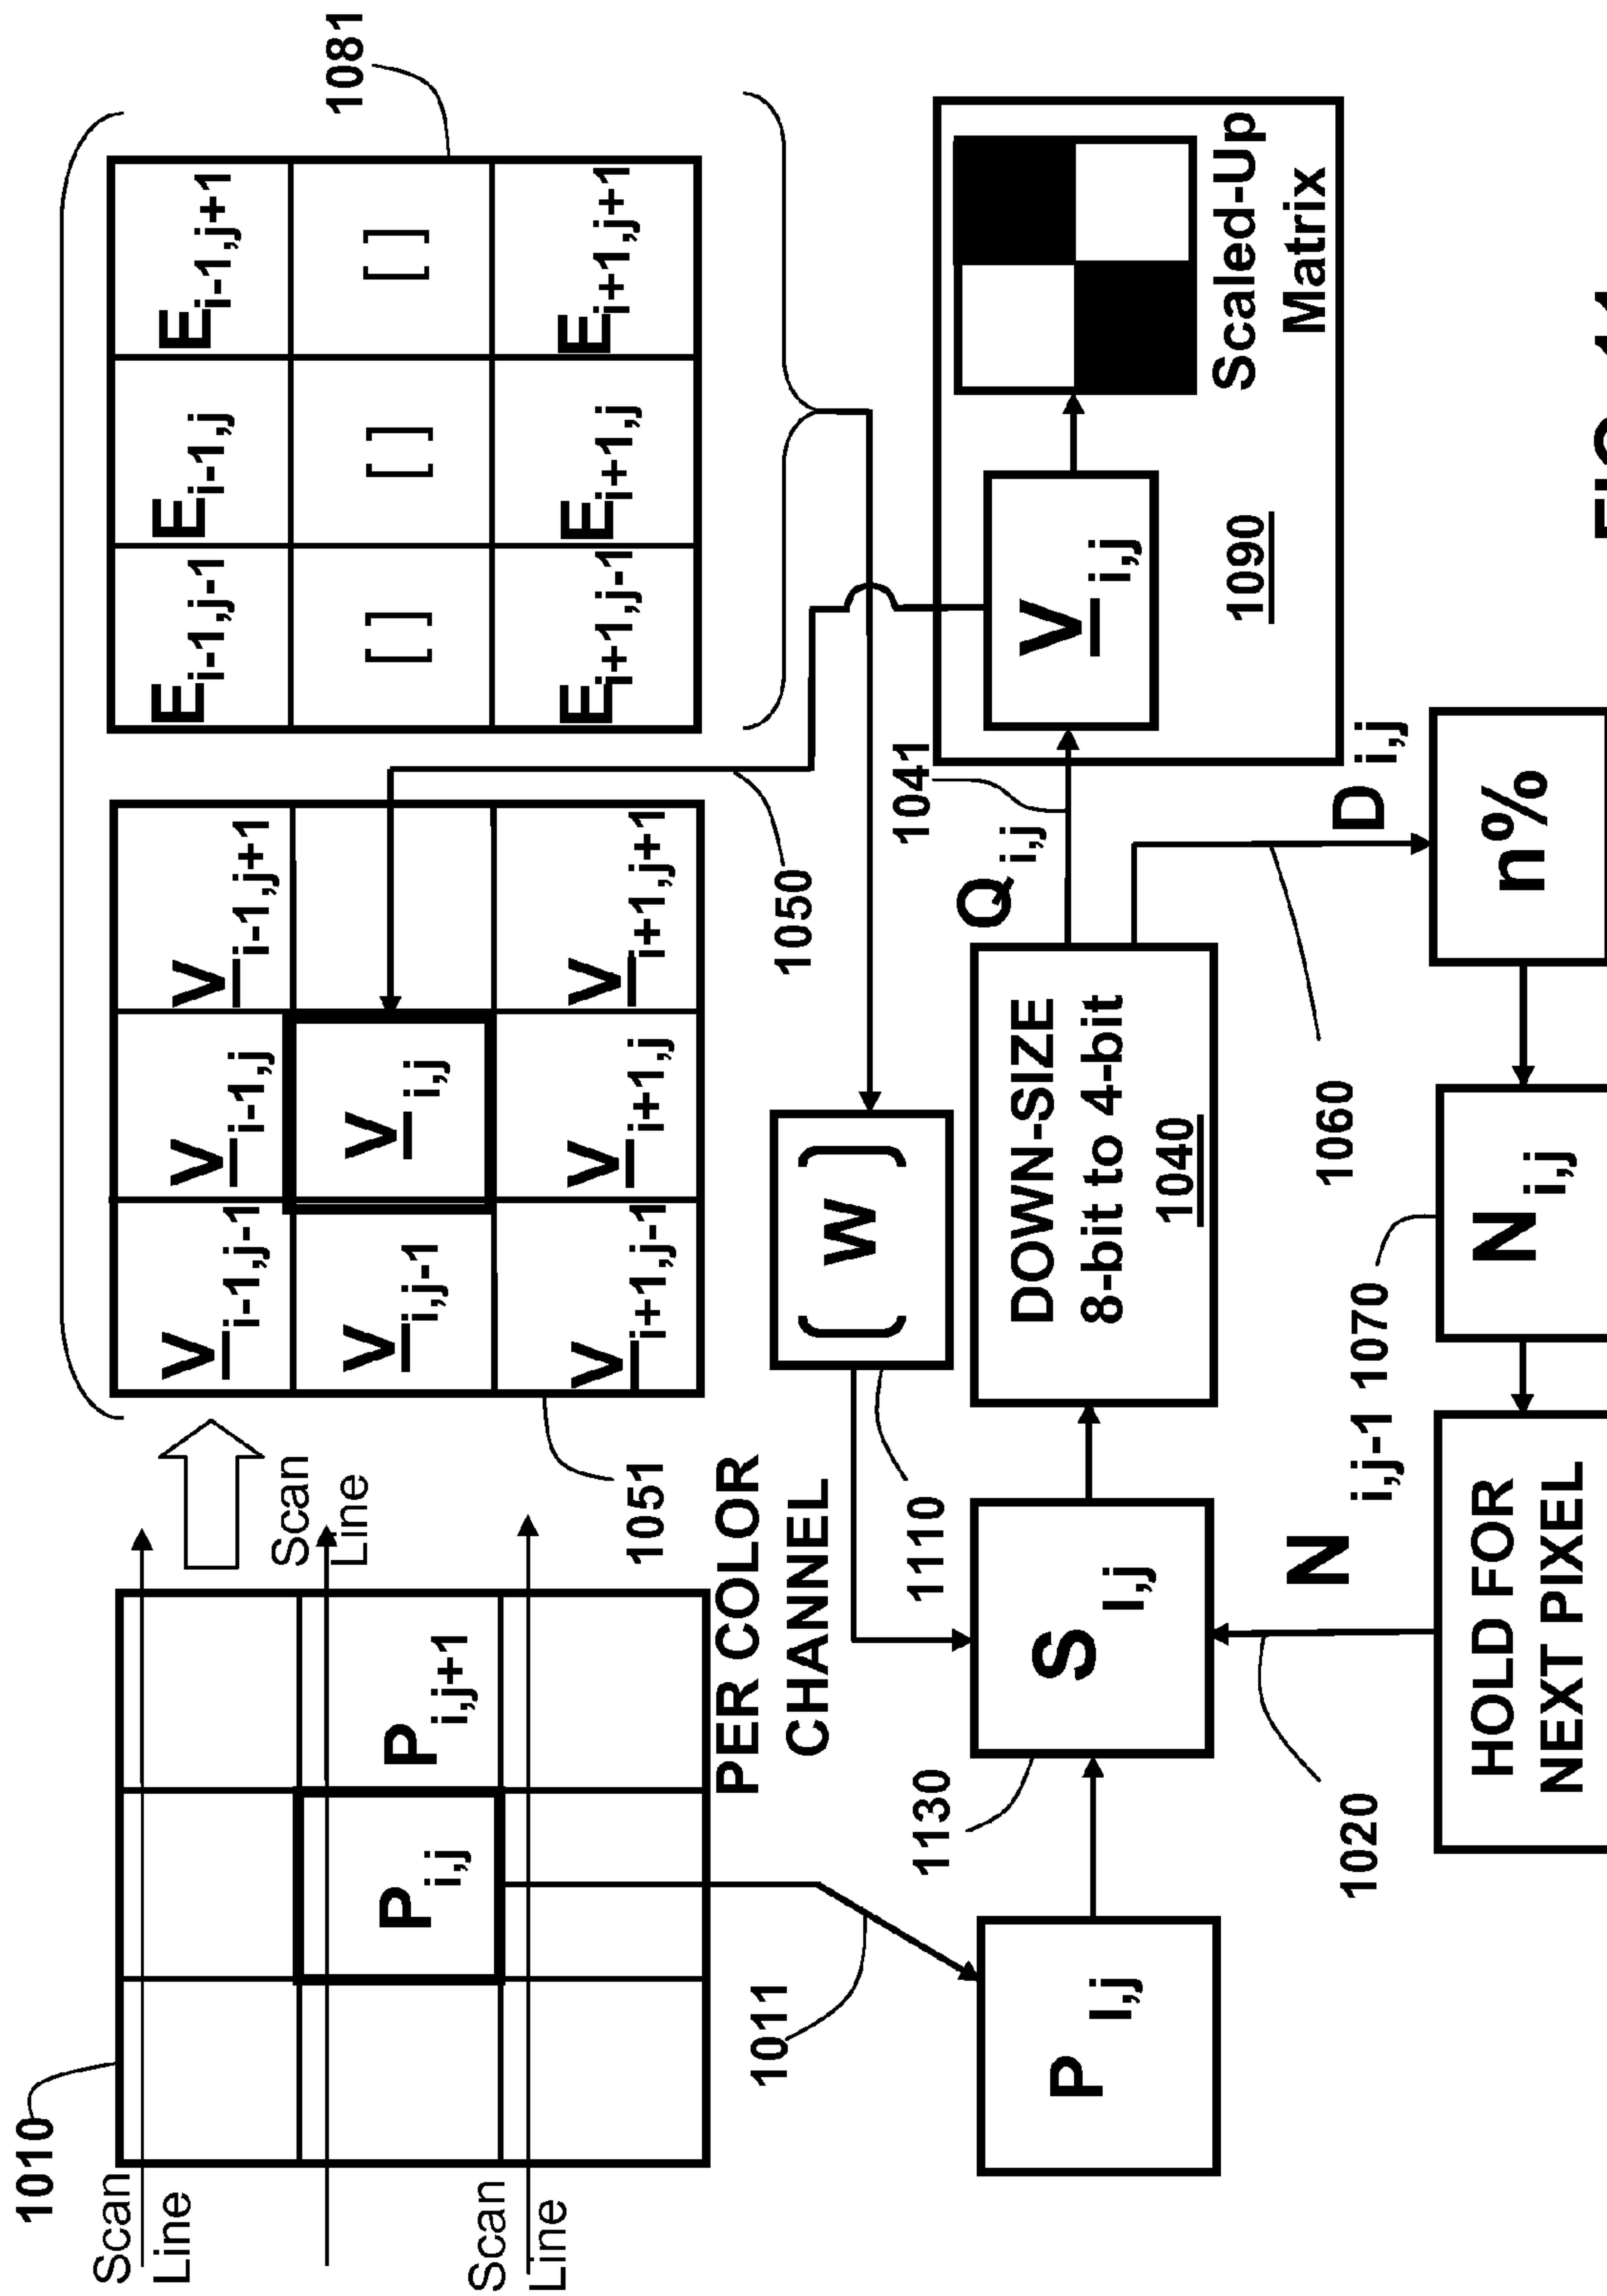 1010
Scan
Line
Scan
Line
Scan
Line
P i,j
P i,j+1
1051
V i-1,j-1
V i-1,j
V i-1,j+1
V i,j-1
V i,j
V i+1,j-1
V i+1,j
V i+1,j+1
1081
E i-1,j-1
E i-1,j
E i-1,j+1
[ ]
[ ]
[ ]
E i+1,j-1
E i+1,j
E i+1,j+1
1011
PER COLOR
CHANNEL
1110
[ W ]
1050
1041
P I,j
1130
S I,j
DOWN-SIZE
8-bit to 4-bit
1040
Q i,j
V i,j
1090
Scaled-Up
Matrix
1020
N i,j-1
1070
1060
D i,j
HOLD FOR
NEXT PIXEL
N i,j
n%